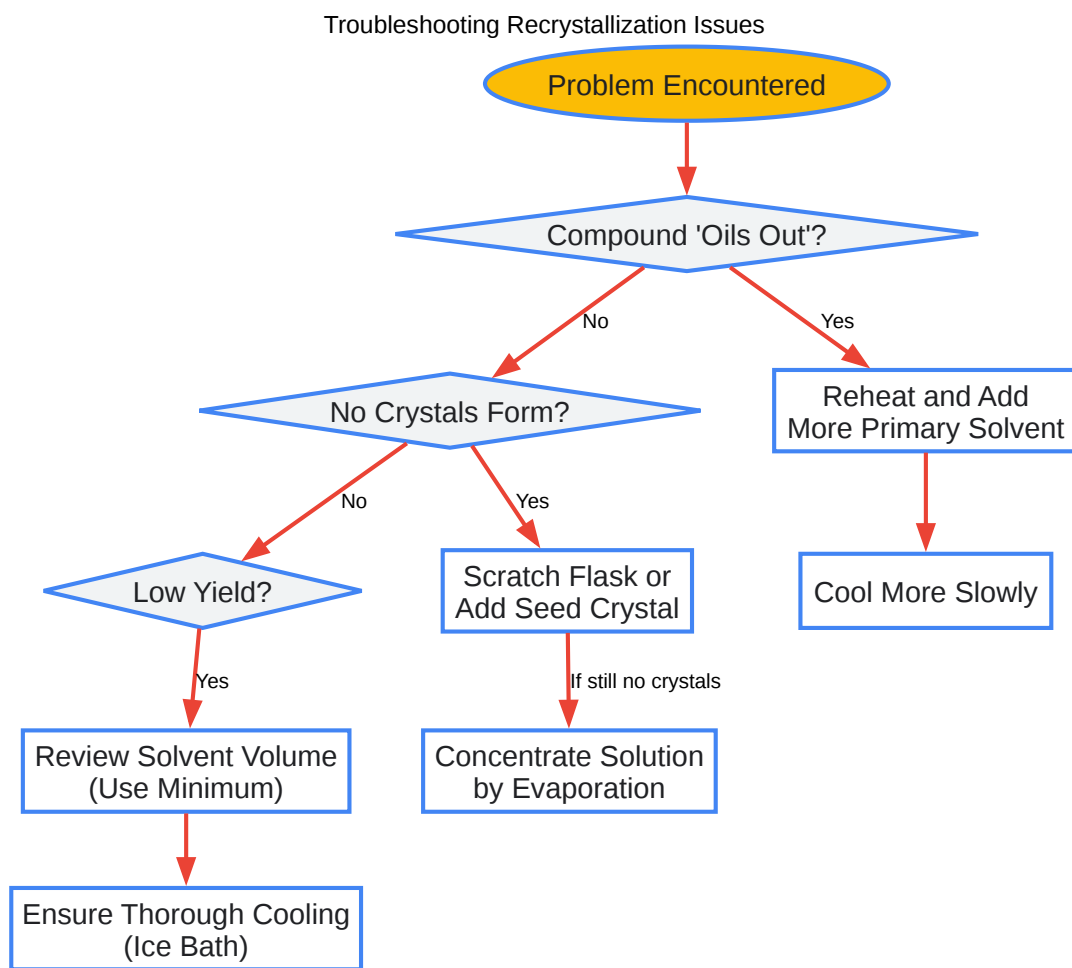 Troubleshooting Recrystallization Issues
Problem Encountered
Compound 'Oils Out'?
No
Yes
No Crystals Form?
Reheat and Add
More Primary Solvent
No
Yes
Low Yield?
Scratch Flask or
Add Seed Crystal
Cool More Slowly
Yes
If still no crystals
Review Solvent Volume
(Use Minimum)
Concentrate Solution
by Evaporation
Ensure Thorough Cooling
(Ice Bath)